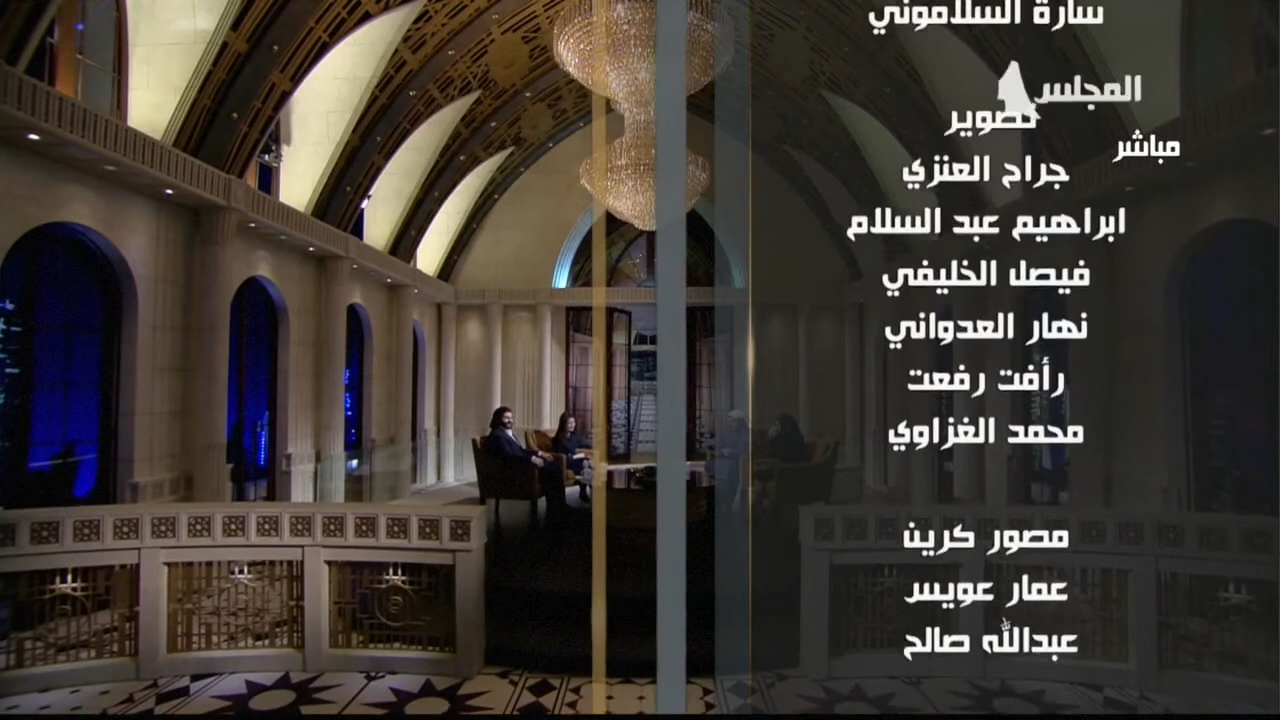 سارة السلاموني
المجلس
مباشر
تصوير
جراح العنزي
ابراهيم عبد السلام
فيصل الخليفي
نهار العدواني
رأفت رفعت
محمد الغزاوي
مصور كرين
عمار عويس
عبدالله صالح